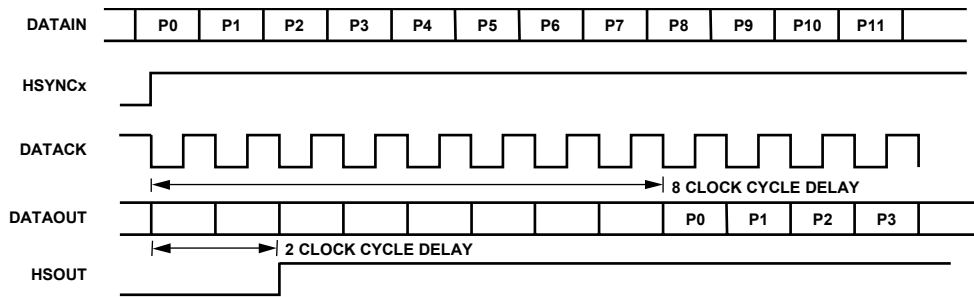 DATAIN P0 P1 P2 P3 P4 P5 P6 P7 P8 P9 P10 P11
HSYNCx
DATACK
8 CLOCK CYCLE DELAY
DATAOUT P0 P1 P2 P3
2 CLOCK CYCLE DELAY
HSOUT